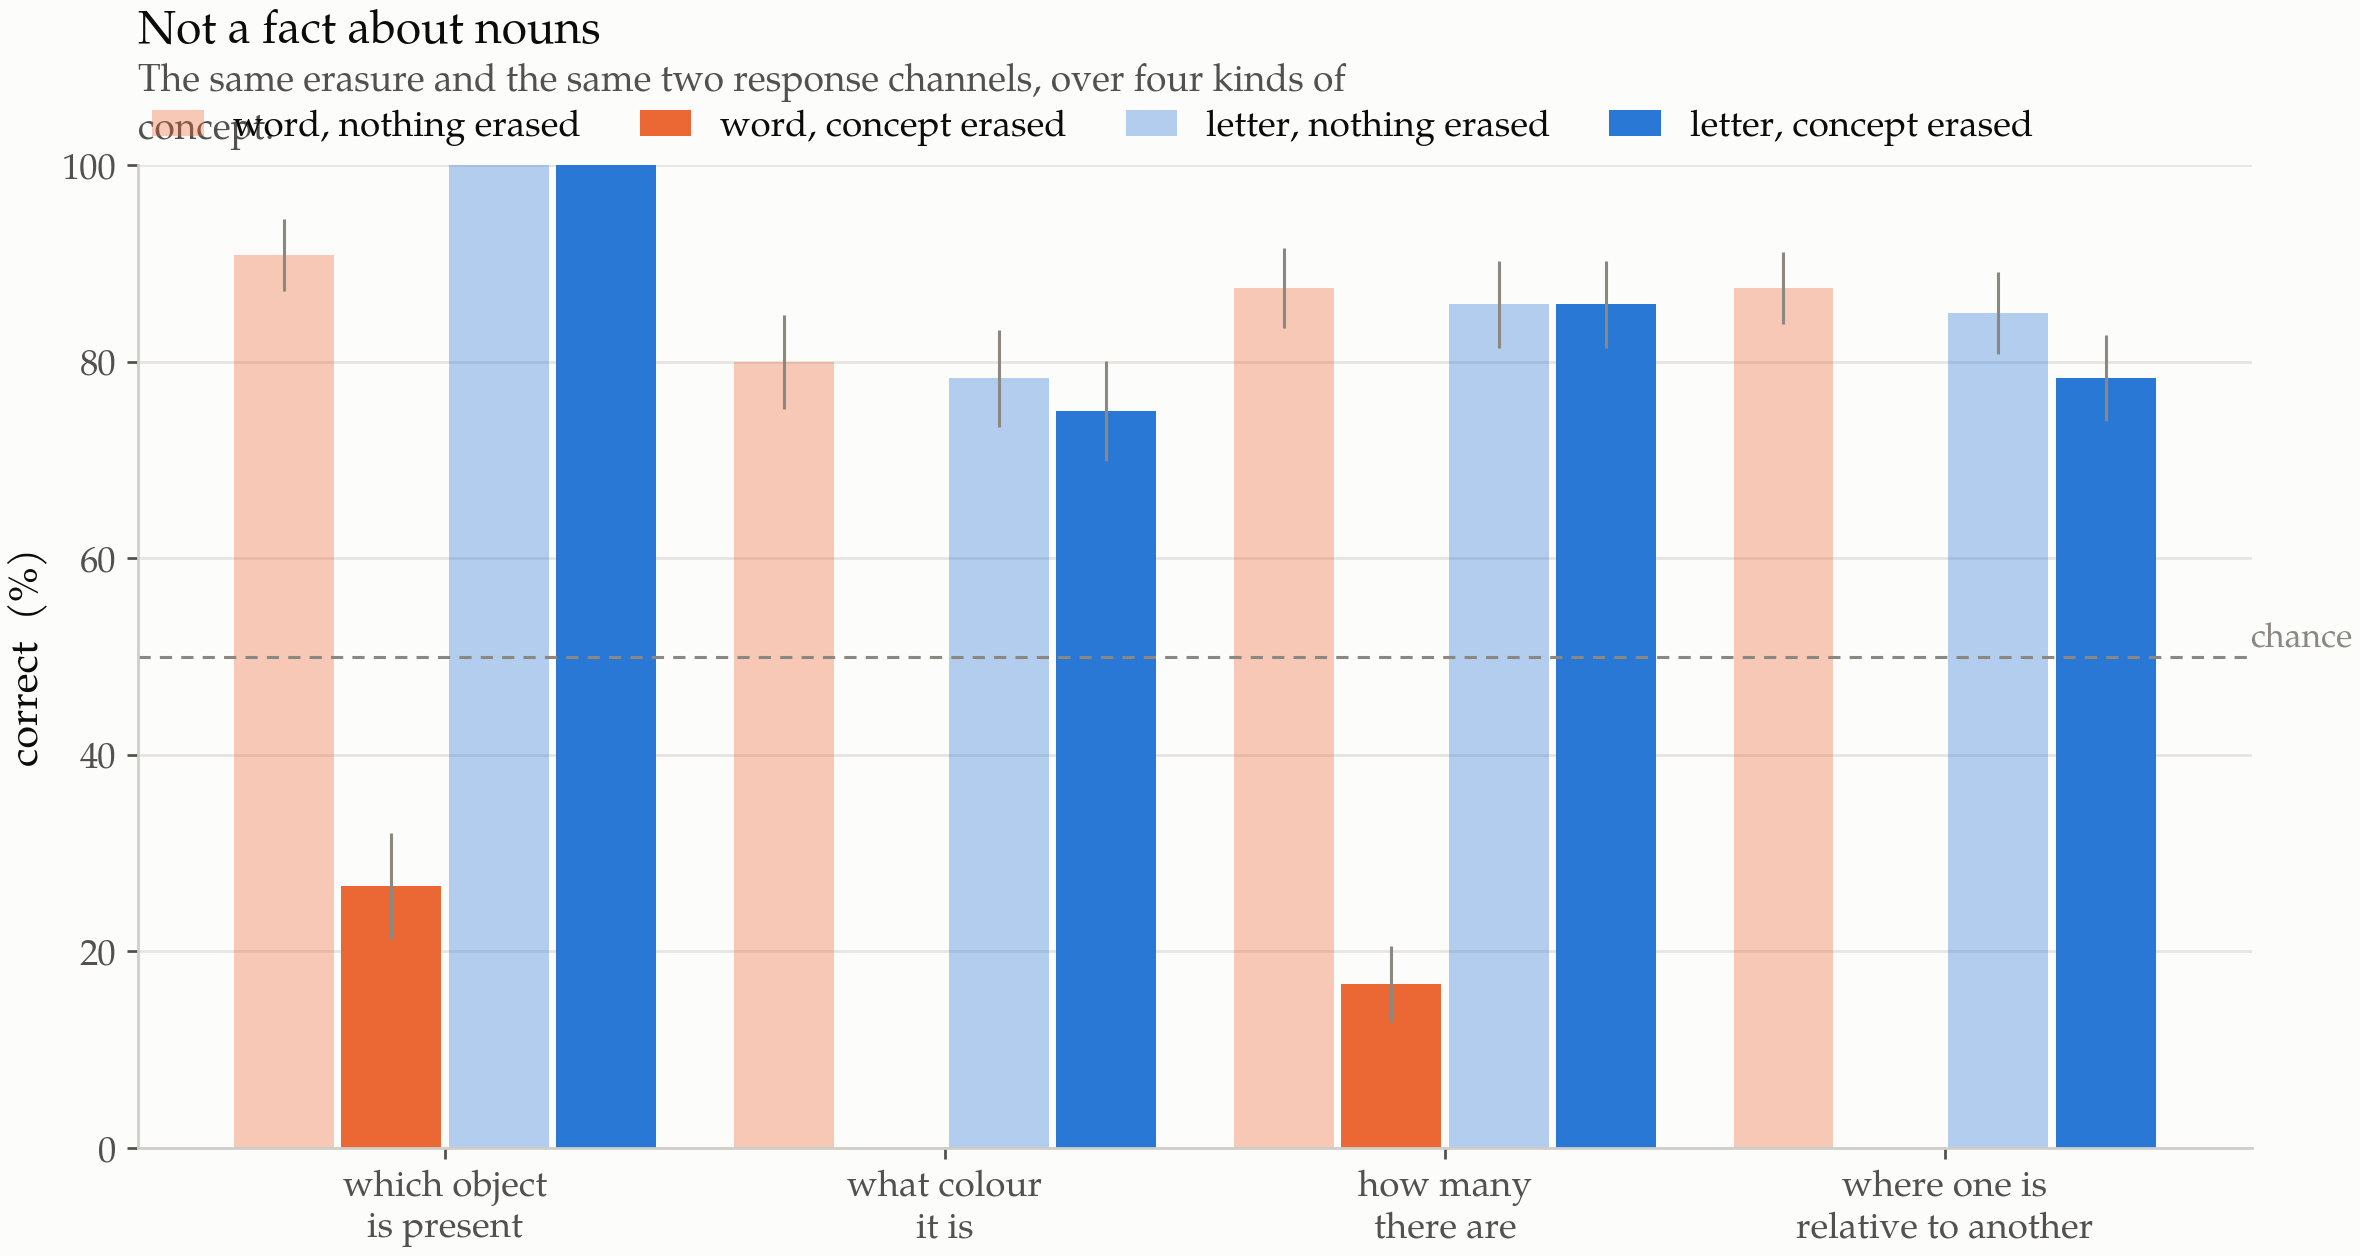 Not a fact about nouns
The same erasure and the same two response channels, over four kinds of
concept.
word, nothing erased
word, concept erased
letter, nothing erased
letter, concept erased
correct (%)
100
80
60
40
20
0
chance
which object
is present
what colour
it is
how many
there are
where one is
relative to another